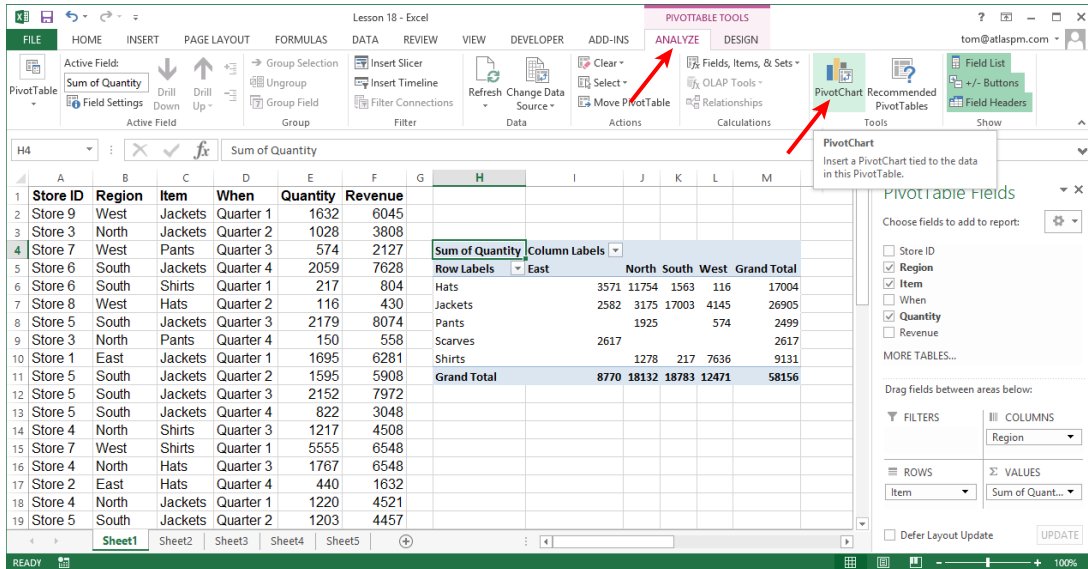 Lesson 18 - Excel
PIVOTTABLE TOOLS
?
FILE HOME INSERT PAGE LAYOUT FORMULAS DATA REVIEW VIEW DEVELOPER ADD-INS ANALYZE DESIGN tom@atlaspm.com
PivotTable
Active Field:
Sum of Quantity
Field Settings
Drill Down
Drill Up
Active Field
Group Selection
Ungroup
Group Field
Group
Insert Slicer
Insert Timeline
Filter Connections
Filter
Refresh
Change Data Source
Data
Clear
Select
Move PivotTable
Actions
Fields, Items, & Sets
OLAP Tools
Relationships
Calculations
PivotChart
Recommended PivotTables
Tools
Field List
+/- Buttons
Field Headers
Show
PivotChart
Insert a PivotChart tied to the data
in this PivotTable.
H4 fx Sum of Quantity
A B C D E F G H I J K L M
1 Store ID Region Item When Quantity Revenue
2 Store 9 West Jackets Quarter 1 1632 6045
3 Store 3 North Jackets Quarter 2 1028 3808
4 Store 7 West Pants Quarter 3 574 2127 Sum of Quantity Column Labels
5 Store 6 South Jackets Quarter 4 2059 7628 Row Labels East North South West Grand Total
6 Store 6 South Shirts Quarter 1 217 804 Hats 3571 11754 1563 116 17004
7 Store 8 West Hats Quarter 2 116 430 Jackets 2582 3175 17003 4145 26905
8 Store 5 South Jackets Quarter 3 2179 8074 Pants 1925 574 2499
9 Store 3 North Pants Quarter 4 150 558 Scarves 2617 2617
10 Store 1 East Jackets Quarter 1 1695 6281 Shirts 1278 217 7636 9131
11 Store 5 South Jackets Quarter 2 1595 5908 Grand Total 8770 18132 18783 12471 58156
12 Store 5 South Jackets Quarter 3 2152 7972
13 Store 5 South Jackets Quarter 4 822 3048
14 Store 4 North Shirts Quarter 3 1217 4508
15 Store 7 West Shirts Quarter 1 5555 6548
16 Store 4 North Hats Quarter 3 1767 6548
17 Store 2 East Hats Quarter 4 440 1632
18 Store 4 North Jackets Quarter 1 1220 4521
19 Store 5 South Jackets Quarter 2 1203 4457
PivotTable Fields
Choose fields to add to report:
Store ID
Region
Item
When
Quantity
Revenue
MORE TABLES...
Drag fields between areas below:
FILTERS
COLUMNS
Region
ROWS
Item
Σ VALUES
Sum of Quant...
Defer Layout Update
UPDATE
Sheet1 Sheet2 Sheet3 Sheet4 Sheet5
READY
100%